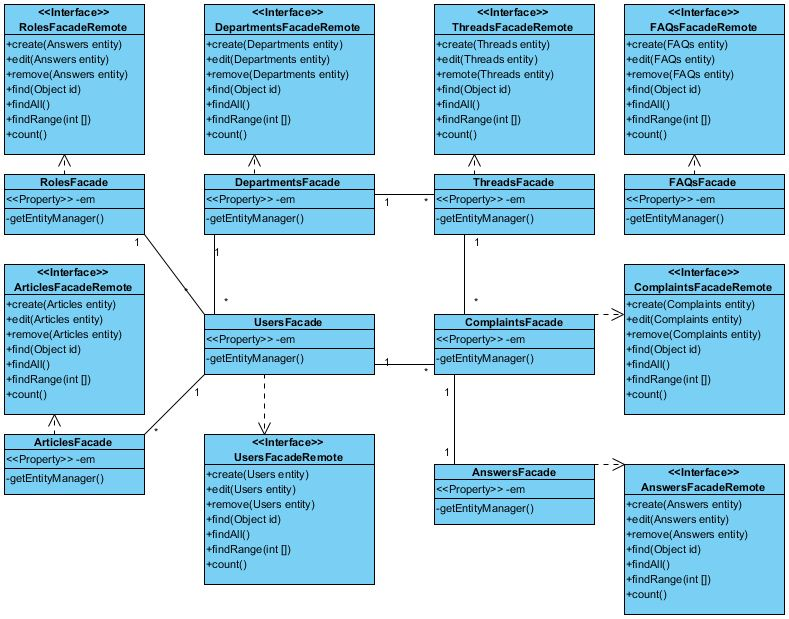 <<Interface>>
RolesFacadeRemote
+create(Answers entity)
+edit(Answers entity)
+remove(Answers entity)
+find(Object id)
+findAll()
+findRange(int [])
+count()
<<Interface>>
DepartmentsFacadeRemote
+create(Departments entity)
+edit(Departments entity)
+remove(Departments entity)
+find(Object id)
+findAll()
+findRange(int [])
+count()
<<Interface>>
ThreadsFacadeRemote
+create(Threads entity)
+edit(Threads entity)
+remote(Threads entity)
+find(Object id)
+findAll()
+findRange(int [])
+count()
<<Interface>>
FAQsFacadeRemote
+create(FAQs entity)
+edit(FAQs entity)
+remove(FAQs entity)
+find(Object id)
+findAll()
+findRange(int [])
+count()
RolesFacade
<<Property>> -em
-getEntityManager()
DepartmentsFacade
<<Property>> -em
-getEntityManager()
1
*
ThreadsFacade
<<Property>> -em
-getEntityManager()
FAQsFacade
<<Property>> -em
-getEntityManager()
1
*
1
*
1
*
<<Interface>>
ArticlesFacadeRemote
+create(Articles entity)
+edit(Articles entity)
+remove(Articles entity)
+find(Object id)
+findAll()
+findRange(int [])
+count()
UsersFacade
<<Property>> -em
-getEntityManager()
1
*
ComplaintsFacade
<<Property>> -em
-getEntityManager()
<<Interface>>
ComplaintsFacadeRemote
+create(Complaints entity)
+edit(Complaints entity)
+remove(Complaints entity)
+find(Object id)
+findAll()
+findRange(int [])
+count()
1
*
1
1
ArticlesFacade
<<Property>> -em
-getEntityManager()
<<Interface>>
UsersFacadeRemote
+create(Users entity)
+edit(Users entity)
+remove(Users entity)
+find(Object id)
+findAll()
+findRange(int [])
+count()
AnswersFacade
<<Property>> -em
-getEntityManager()
<<Interface>>
AnswersFacadeRemote
+create(Answers entity)
+edit(Answers entity)
+remove(Answers entity)
+find(Object id)
+findAll()
+findRange(int [])
+count()